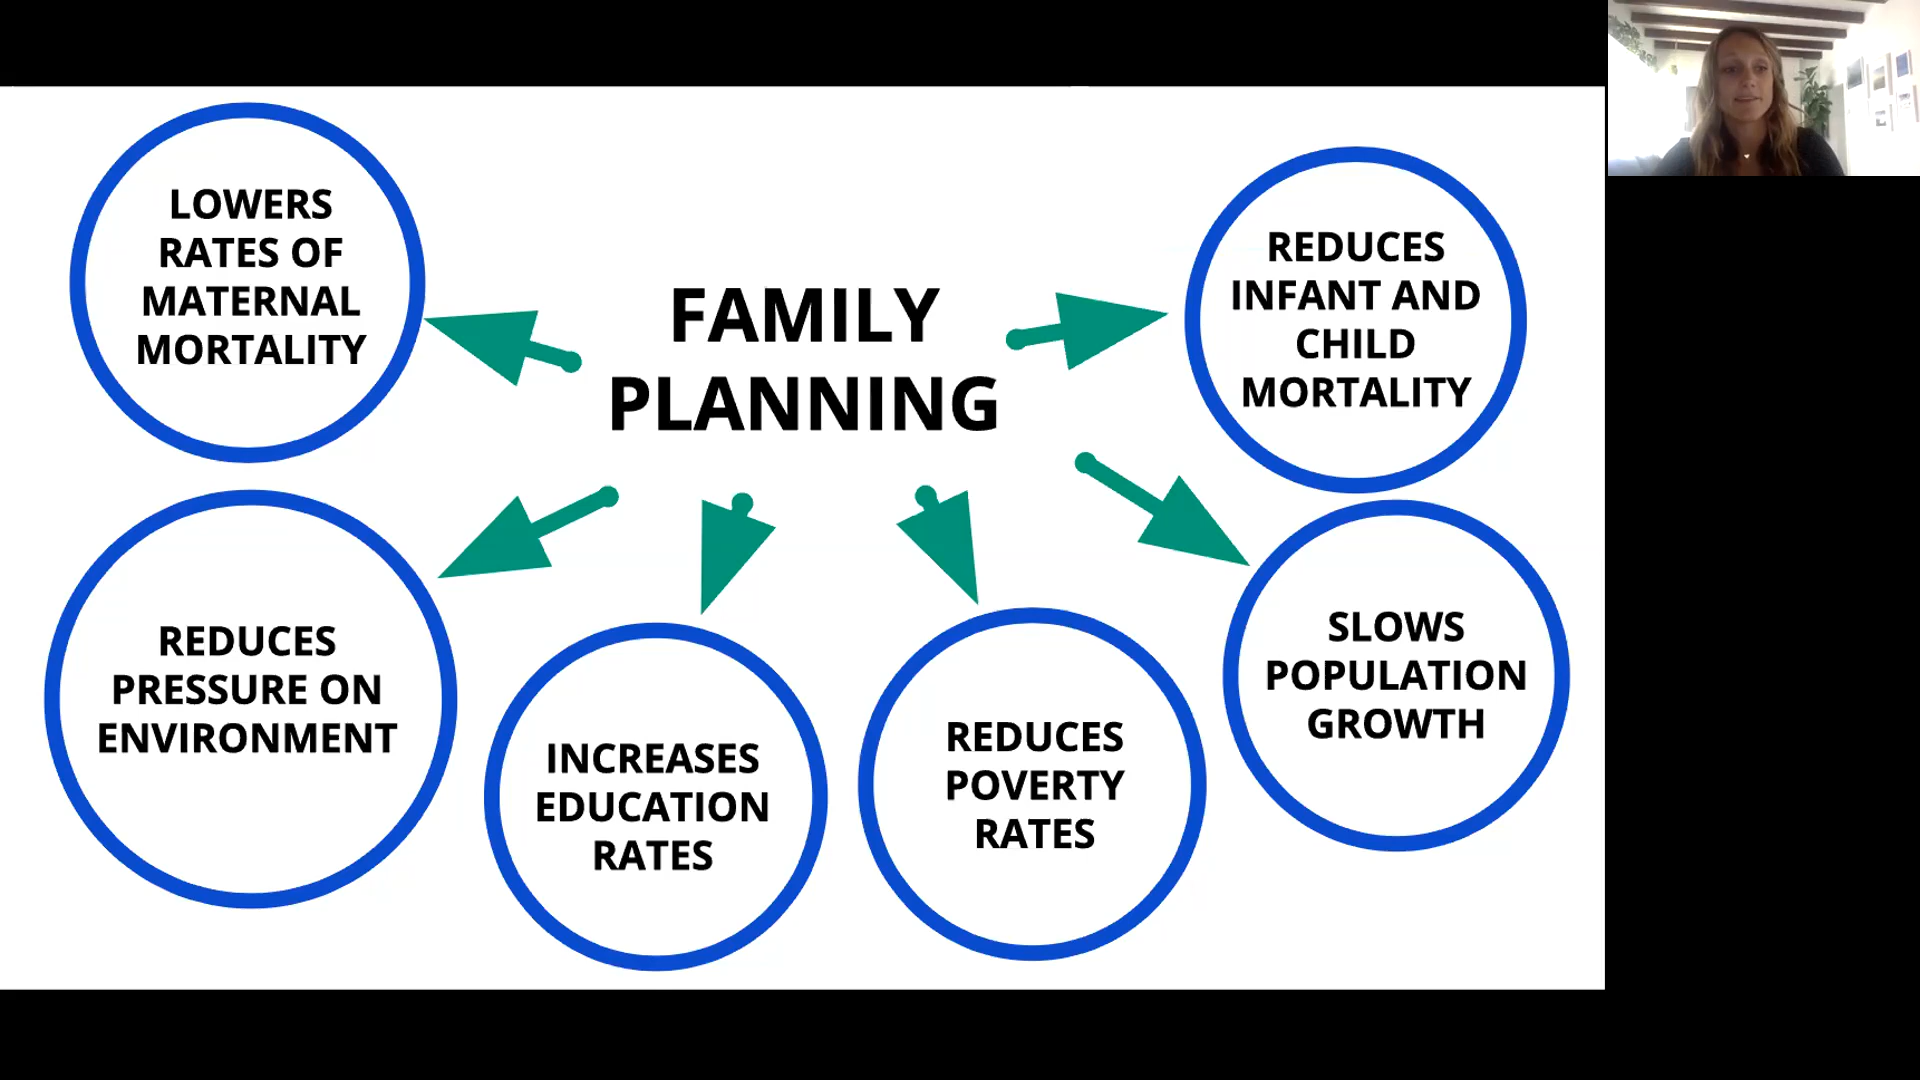 FAMILY
PLANNING
LOWERS
RATES OF
MATERNAL
MORTALITY
REDUCES
INFANT AND
CHILD
MORTALITY
REDUCES
PRESSURE ON
ENVIRONMENT
INCREASES
EDUCATION
RATES
REDUCES
POVERTY
RATES
SLOWS
POPULATION
GROWTH